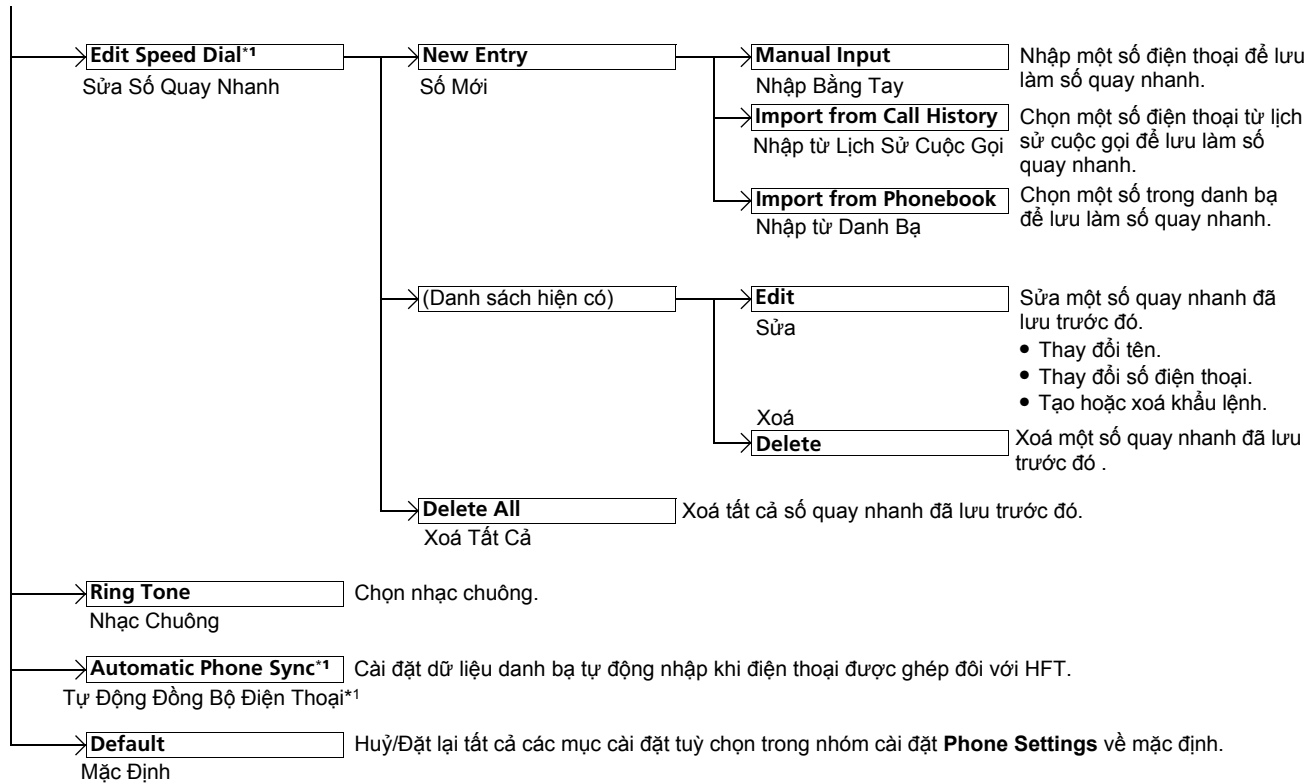 Edit Speed Dial*1
Sửa Số Quay Nhanh
New Entry
Số Mới
Manual Input
Nhập Bằng Tay
Nhập một số điện thoại để lưu
làm số quay nhanh.
Import from Call History
Nhập từ Lịch Sử Cuộc Gọi
Chọn một số điện thoại từ lịch
sử cuộc gọi để lưu làm số
quay nhanh.
Import from Phonebook
Nhập từ Danh Bạ
Chọn một số trong danh bạ
để lưu làm số quay nhanh.
(Danh sách hiện có)
Edit
Sửa
Sửa một số quay nhanh đã
lưu trước đó.
• Thay đổi tên.
• Thay đổi số điện thoại.
• Tạo hoặc xoá khẩu lệnh.
Xoá
Delete
Xoá một số quay nhanh đã lưu
trước đó .
Delete All
Xoá Tất Cả
Xoá tất cả số quay nhanh đã lưu trước đó.
Ring Tone
Nhạc Chuông
Chọn nhạc chuông.
Automatic Phone Sync*1
Tự Động Đồng Bộ Điện Thoại*1
Cài đặt dữ liệu danh bạ tự động nhập khi điện thoại được ghép đôi với HFT.
Default
Mặc Định
Huỷ/Đặt lại tất cả các mục cài đặt tuỳ chọn trong nhóm cài đặt Phone Settings về mặc định.